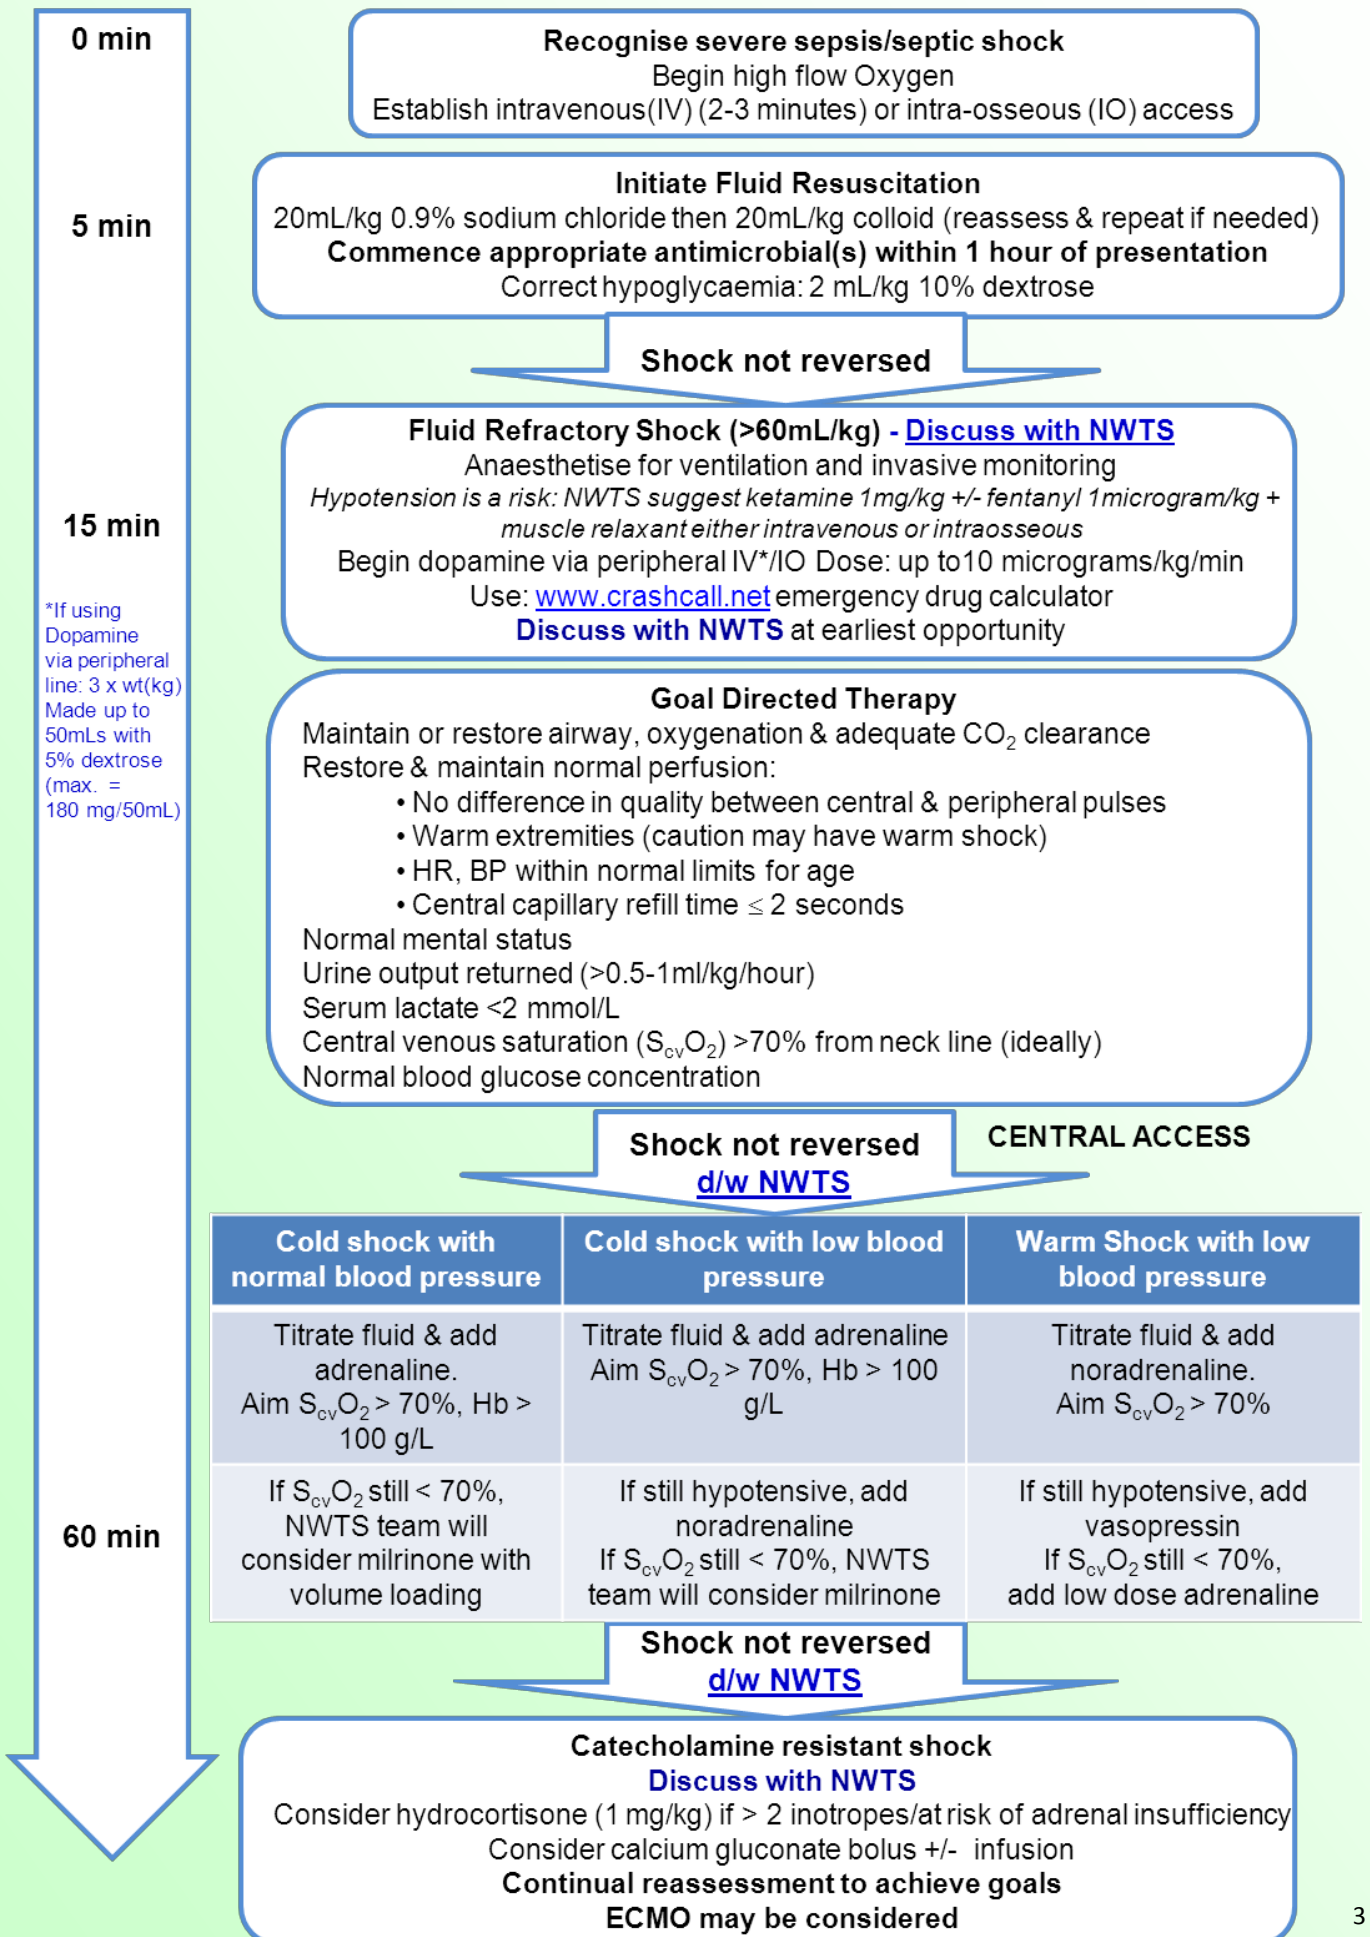 0 min
Recognise severe sepsis/septic shock
Begin high flow Oxygen
Establish intravenous(IV) (2-3 minutes) or intra-osseous (IO) access
5 min
Initiate Fluid Resuscitation
20mL/kg 0.9% sodium chloride then 20mL/kg colloid (reassess & repeat if needed)
Commence appropriate antimicrobial(s) within 1 hour of presentation
Correct hypoglycaemia: 2 mL/kg 10% dextrose
Shock not reversed
15 min
Fluid Refractory Shock (>60mL/kg) - Discuss with NWTS
Anaesthetise for ventilation and invasive monitoring
Hypotension is a risk: NWTS suggest ketamine 1mg/kg +/- fentanyl 1microgram/kg +
muscle relaxant either intravenous or intraosseous
Begin dopamine via peripheral IV*/IO Dose: up to10 micrograms/kg/min
Use: www.crashcall.net emergency drug calculator
Discuss with NWTS at earliest opportunity
*If using
Dopamine
via peripheral
line: 3 x wt(kg)
Made up to
50mLs with
5% dextrose
(max. =
180 mg/50mL)
Goal Directed Therapy
Maintain or restore airway, oxygenation & adequate CO₂ clearance
Restore & maintain normal perfusion:
• No difference in quality between central & peripheral pulses
• Warm extremities (caution may have warm shock)
• HR, BP within normal limits for age
• Central capillary refill time ≤ 2 seconds
Normal mental status
Urine output returned (>0.5-1ml/kg/hour)
Serum lactate <2 mmol/L
Central venous saturation (ScvO₂) >70% from neck line (ideally)
Normal blood glucose concentration
Shock not reversed
d/w NWTS
CENTRAL ACCESS
Cold shock with
normal blood pressure
Cold shock with low blood
pressure
Warm Shock with low
blood pressure
Titrate fluid & add
adrenaline.
Aim ScvO₂ > 70%, Hb >
100 g/L
Titrate fluid & add adrenaline
Aim ScvO₂ > 70%, Hb > 100
g/L
Titrate fluid & add
noradrenaline.
Aim ScvO₂ > 70%
60 min
If ScvO₂ still < 70%,
NWTS team will
consider milrinone with
volume loading
If still hypotensive, add
noradrenaline
If ScvO₂ still < 70%, NWTS
team will consider milrinone
If still hypotensive, add
vasopressin
If ScvO₂ still < 70%,
add low dose adrenaline
Shock not reversed
d/w NWTS
Catecholamine resistant shock
Discuss with NWTS
Consider hydrocortisone (1 mg/kg) if > 2 inotropes/at risk of adrenal insufficiency
Consider calcium gluconate bolus +/- infusion
Continual reassessment to achieve goals
ECMO may be considered
3